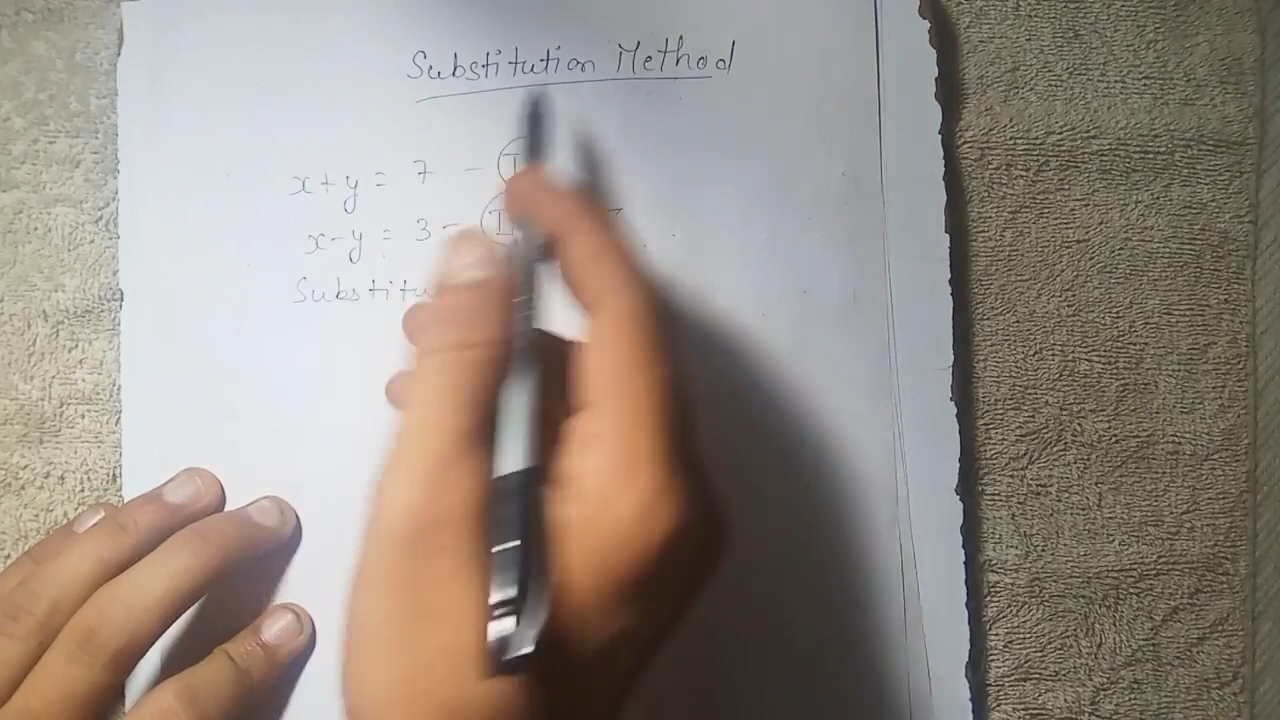 Substitution Method
x+y = 7 - I
x-y = 3 - I
Substitu